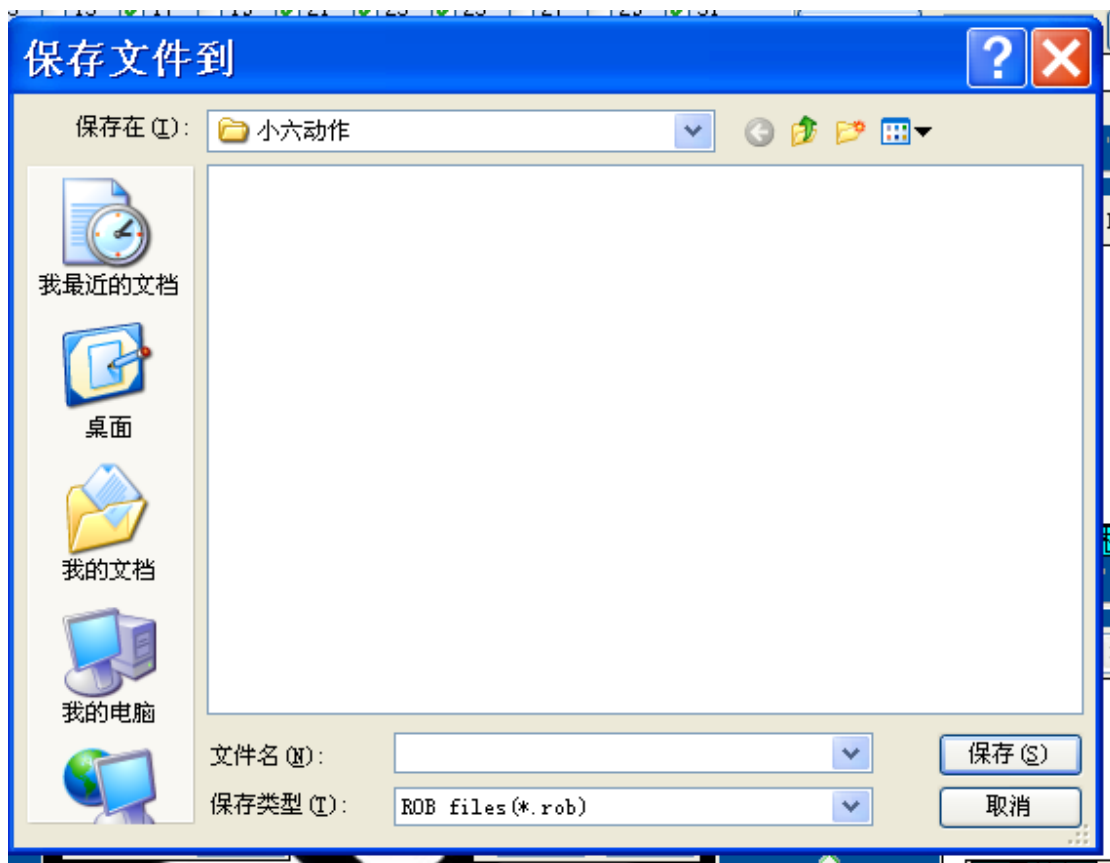 保存文件到
保存在(I):
小六动作
我最近的文档
桌面
我的文档
我的电脑
文件名(N):
保存(S)
保存类型(T):
ROB files(*.rob)
取消